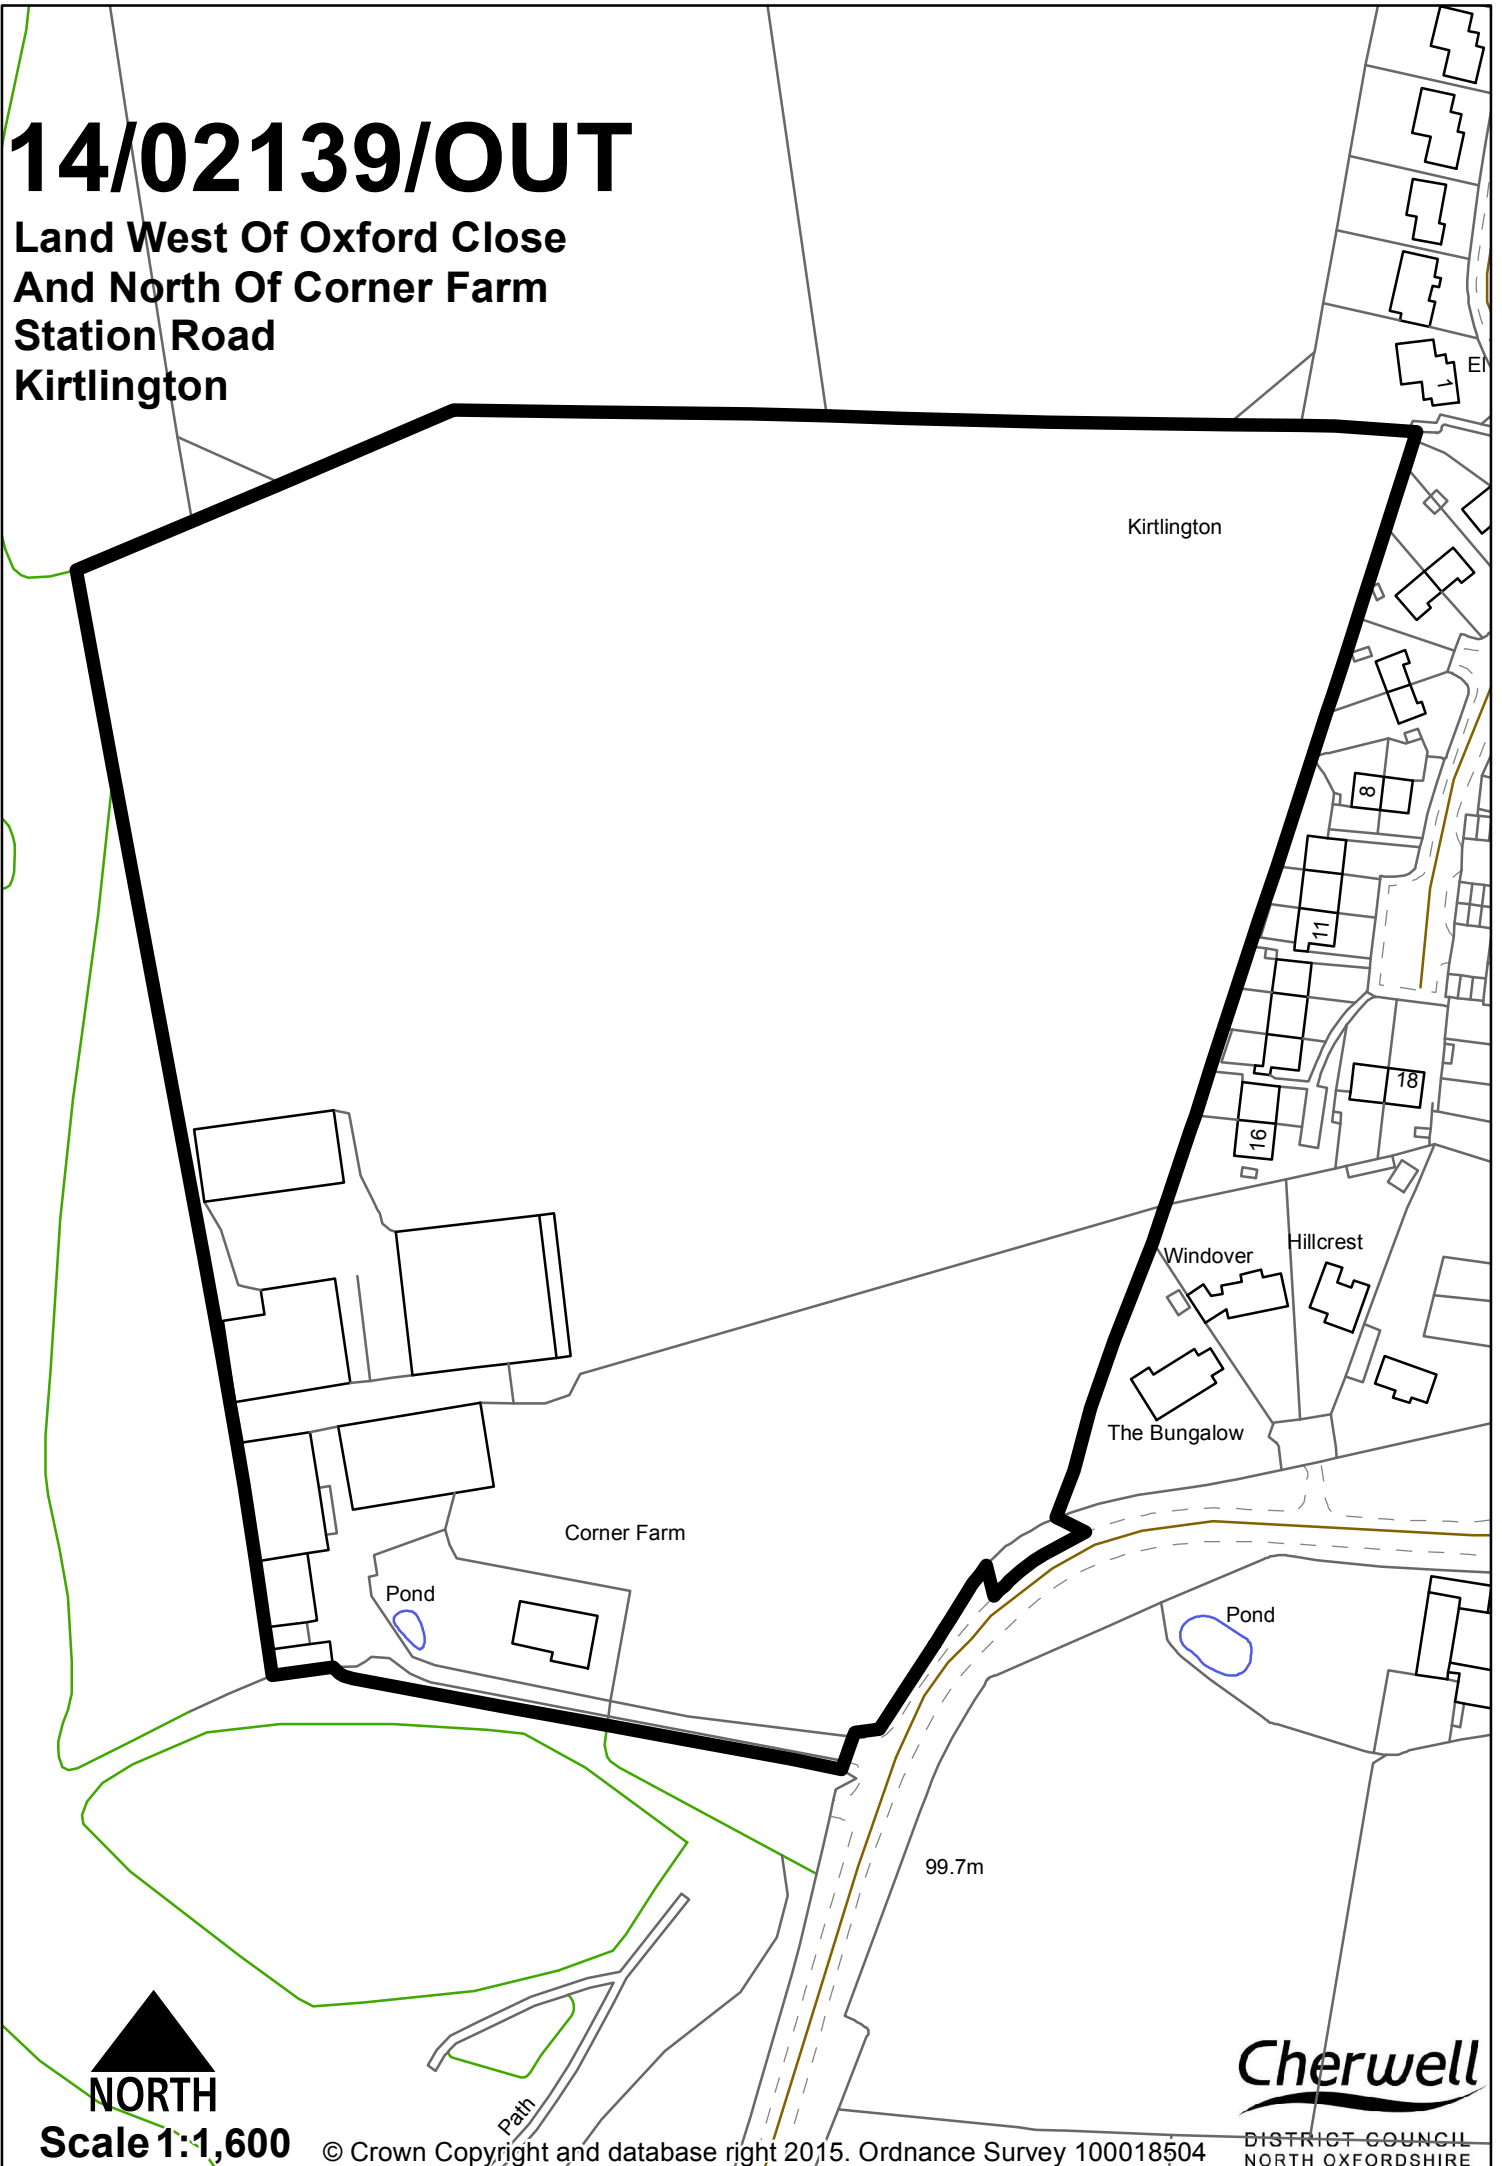 14/02139/OUT
Land West Of Oxford Close
And North Of Corner Farm
Station Road
Kirtlington
1
El
Kirtlington
8
11
18
16
Windover
Hillcrest
The Bungalow
Corner Farm
Pond
Pond
99.7m
Path
NORTH
Scale 1:1,600
© Crown Copyright and database right 2015. Ordnance Survey 100018504
Cherwell
DISTRICT COUNCIL
NORTH OXFORDSHIRE